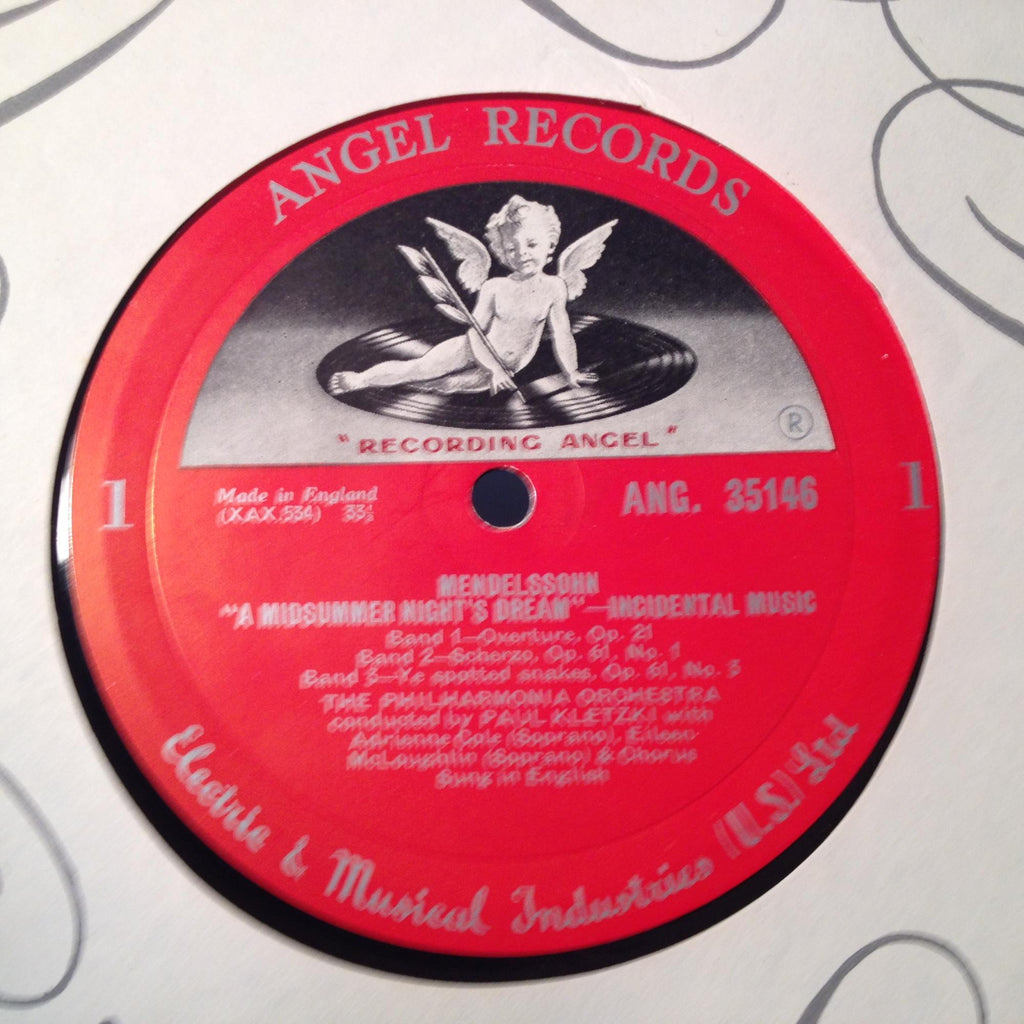 ANGEL RECORDS
"RECORDING ANGEL"
®
1
1
Made in England
(XAX.534) 33⅓
ANG. 35146
MENDELSSOHN
"A MIDSUMMER NIGHT'S DREAM"—INCIDENTAL MUSIC
Band 1—Overture, Op. 21
Band 2—Scherzo, Op. 61, No. 1
Band 3—Ye spotted snakes, Op. 61, No. 3
THE PHILHARMONIA ORCHESTRA
conducted by PAUL KLETZKI with
Adrienne Cole (Soprano), Eileen
McLoughlin (Soprano) & Chorus
Sung in English
Electric & Musical Industries (U.S.) Ltd